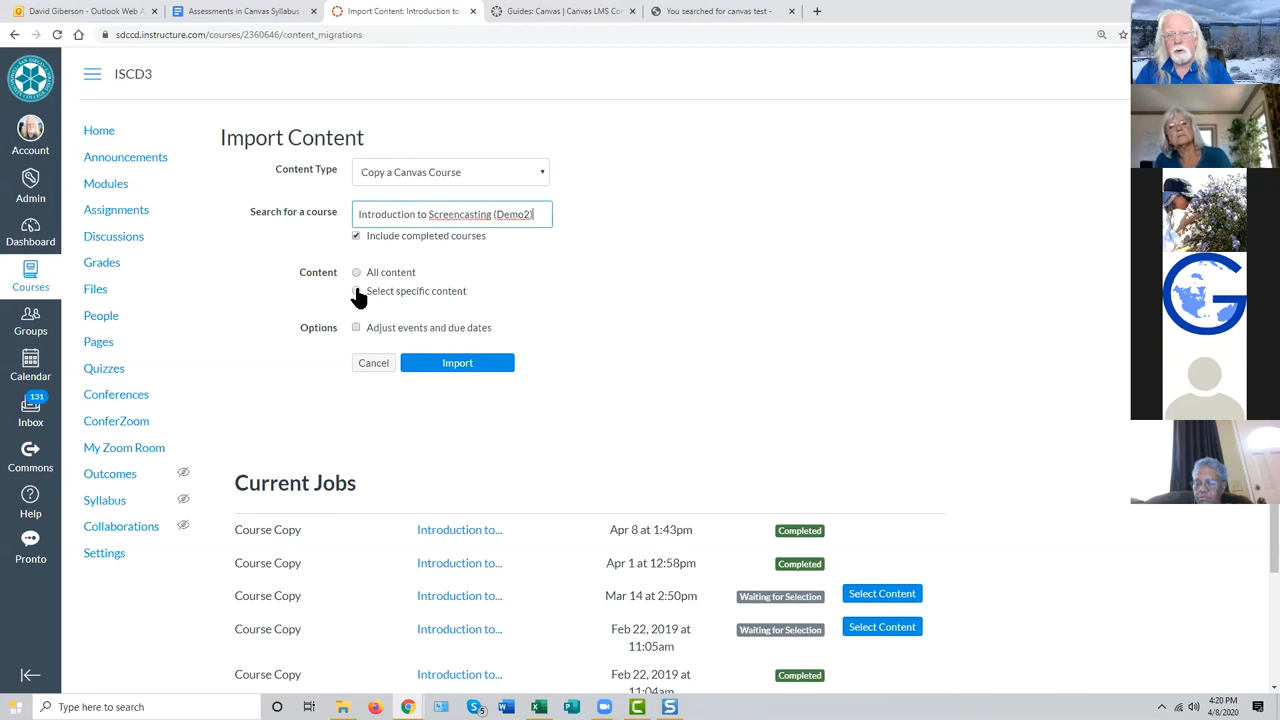 David Giberson - Outlook Web A
Assessments in Canvas Syllabus
Import Content: Introduction to
Guides: Canvas | Canvas LMS Co
You searched for canvas test -
sdccd.instructure.com/courses/2360646/content_migrations
ISCD3
Account
Admin
Dashboard
Courses
Groups
Calendar
131
Inbox
Commons
Help
Pronto
Home
Announcements
Modules
Assignments
Discussions
Grades
Files
People
Pages
Quizzes
Conferences
ConferZoom
My Zoom Room
Outcomes
Syllabus
Collaborations
Settings
Import Content
Content Type Copy a Canvas Course
Search for a course Introduction to Screencasting (Demo2)
Include completed courses
Content All content
Select specific content
Options Adjust events and due dates
Cancel Import
Current Jobs
Course Copy Introduction to... Apr 8 at 1:43pm Completed
Course Copy Introduction to... Apr 1 at 12:58pm Completed
Course Copy Introduction to... Mar 14 at 2:50pm Waiting for Selection Select Content
Course Copy Introduction to... Feb 22, 2019 at Waiting for Selection Select Content
11:05am
Course Copy Introduction to... Feb 22, 2019 at Completed
11:04am
Type here to search
5
4:20 PM
4/8/2020